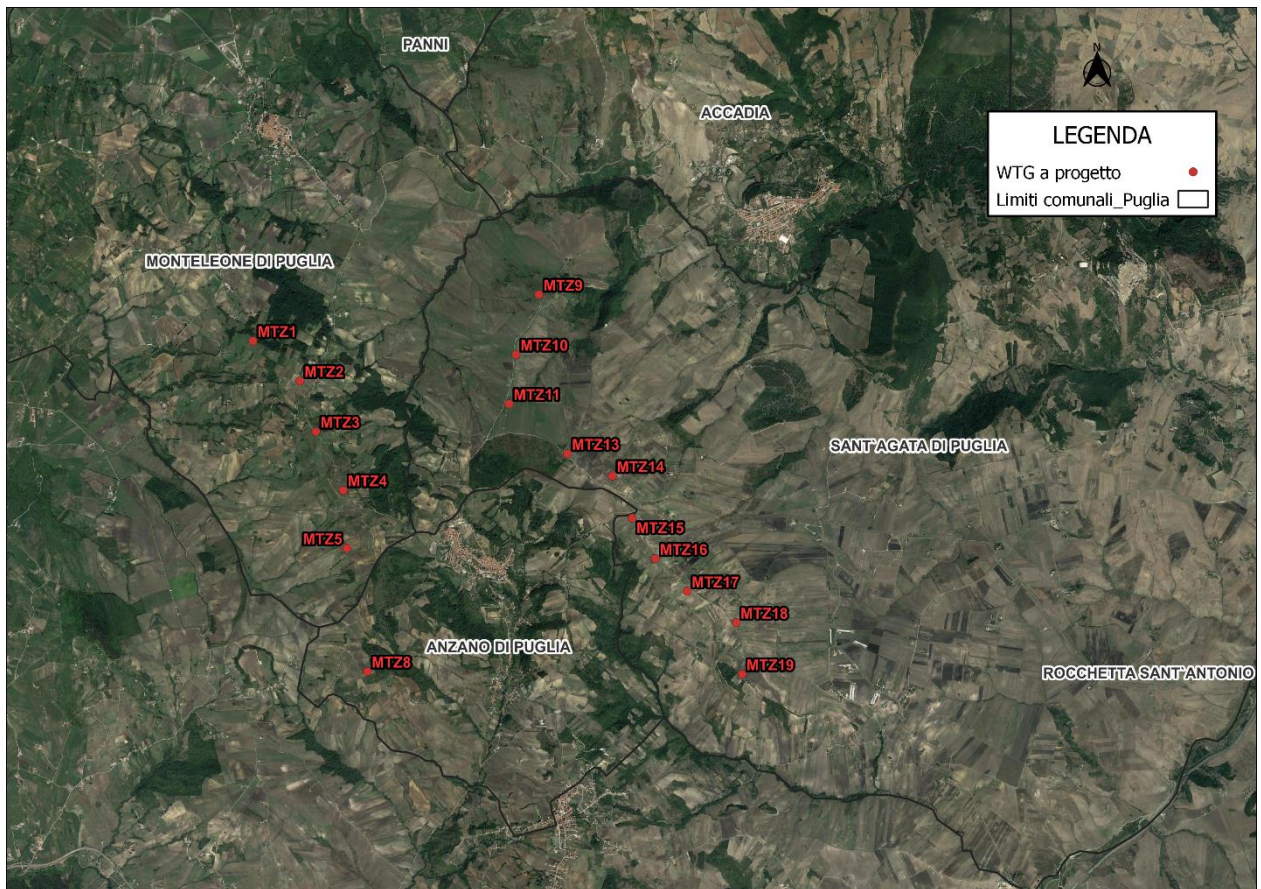 PANNI
N
ACCADIA
LEGENDA
WTG a progetto
Limiti comunali_Puglia
MONTELEONE DI PUGLIA
MTZ9
MTZ1
MTZ10
MTZ2
MTZ11
MTZ3
SANT`AGATA DI PUGLIA
MTZ13
MTZ14
MTZ4
MTZ15
MTZ5
MTZ16
MTZ17
MTZ18
ANZANO DI PUGLIA
MTZ8
MTZ19
ROCCHETTA SANT`ANTONIO